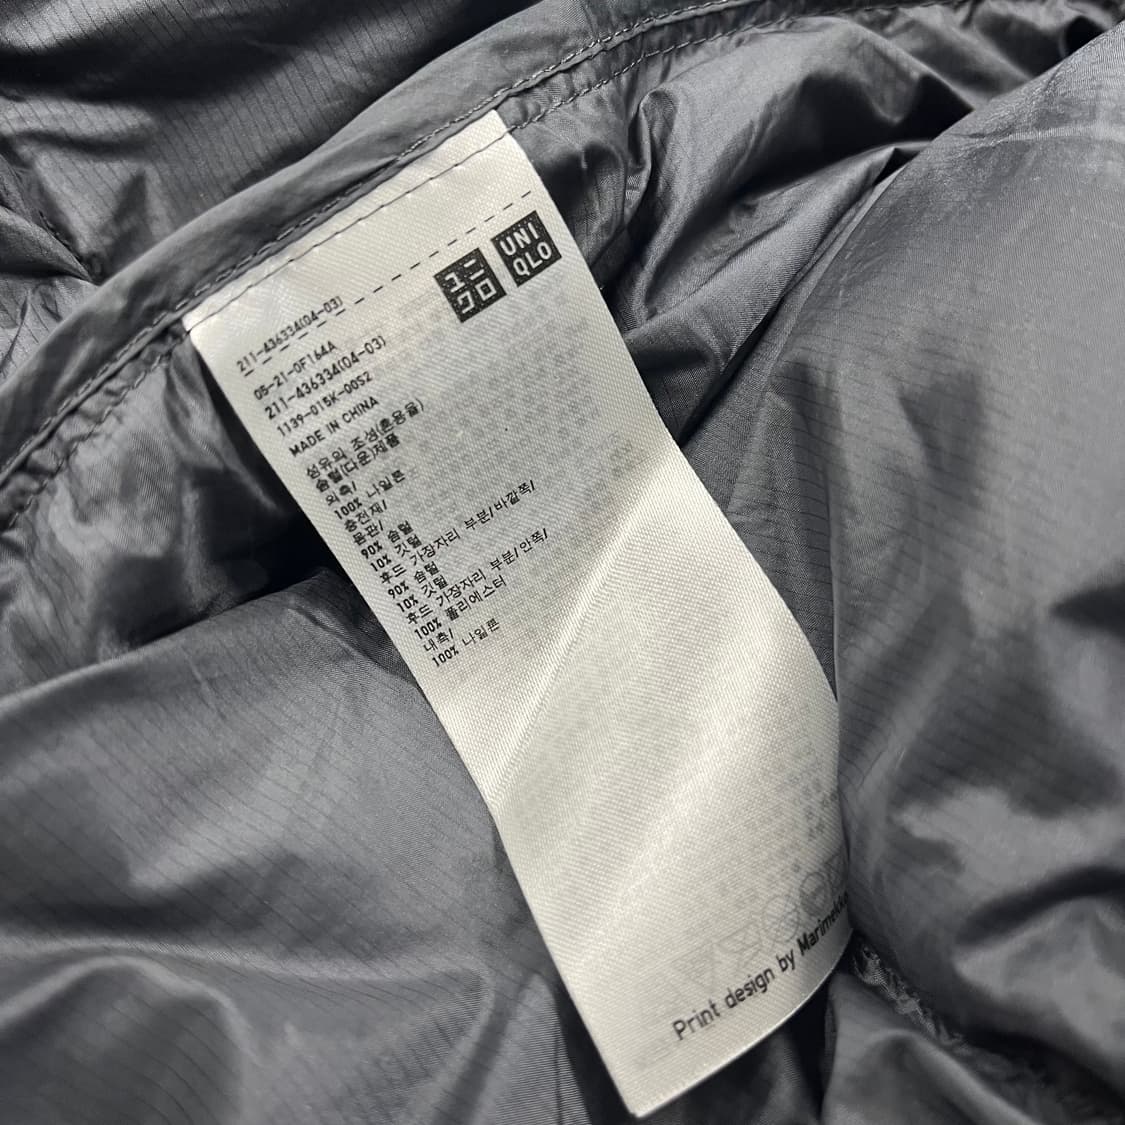 ユニ
クロ
UNI
QLO
211-436334(04-03)
05-21-0F164A
211-436334(04-03)
1139-015K-00S2
MADE IN CHINA
섬유의 조성(혼용율)
솜털(다운)제품
외측/
100% 나일론
충전재/
몸판/
90% 솜털
10% 깃털
후드 가장자리 부분/바깥쪽/
90% 솜털
10% 깃털
후드 가장자리 부분/안쪽/
100% 폴리에스터
내측/
100% 나일론
Print design by